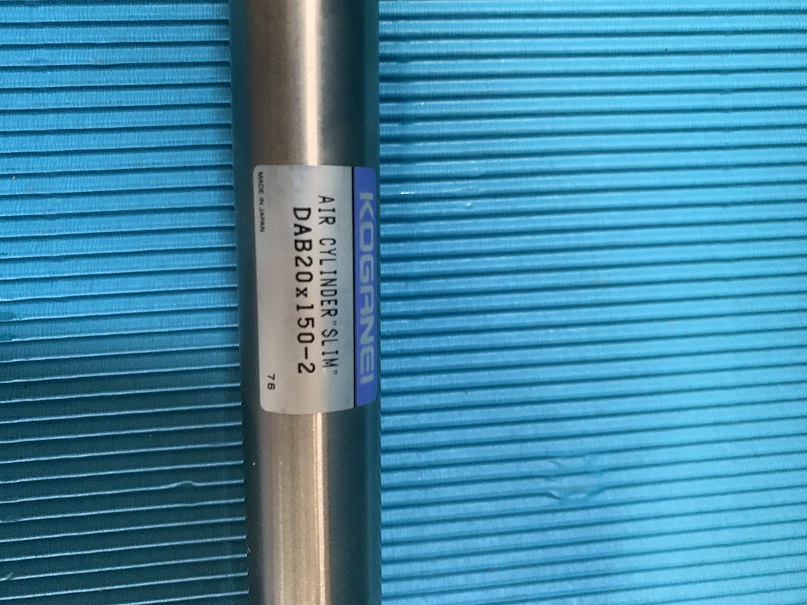 KOGANEI
AIR CYLINDER"SLIM"
DAB20x150-2
MADE IN JAPAN
76